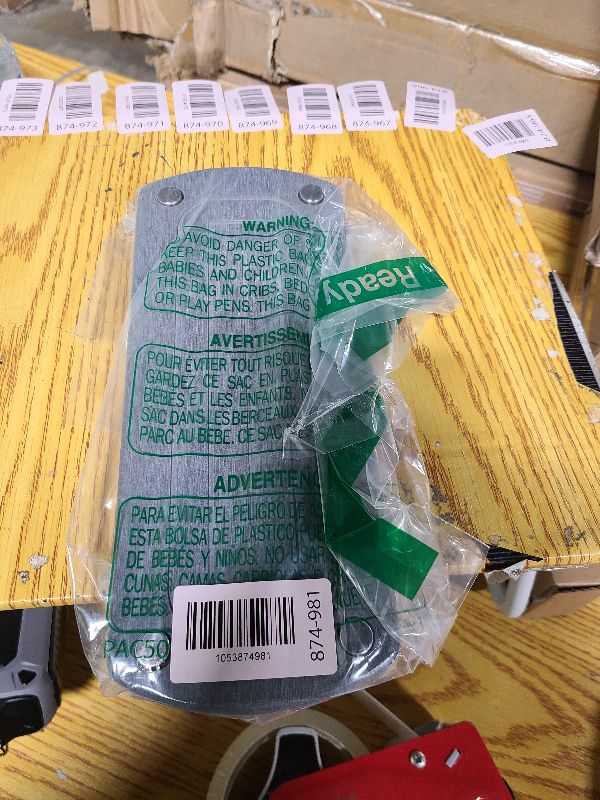 874-973
874-972
874-971
874-970
874-969
874-968
874-967
WARNING:
AVOID DANGER OF
KEEP THIS PLASTIC BAG
BABIES AND CHILDREN.
THIS BAG IN CRIBS, BED
OR PLAY PENS. THIS BAG
Ready
AVERTISSEM
POUR EVITER TOUT RISQUE
GARDEZ CE SAC EN PLAS
BEBES ET LES ENFANTS.
SAC DANS LES BERCEAUX,
PARC AU BEBE. CE SAC
ADVERTENC
PARA EVITAR EL PELIGRO DE AS
ESTA BOLSA DE PLASTICO FUE
DE BEBES Y NINOS. NO USAR
CUNAS, CAMAS,
BEBES
PAC50
1053874981
874-981